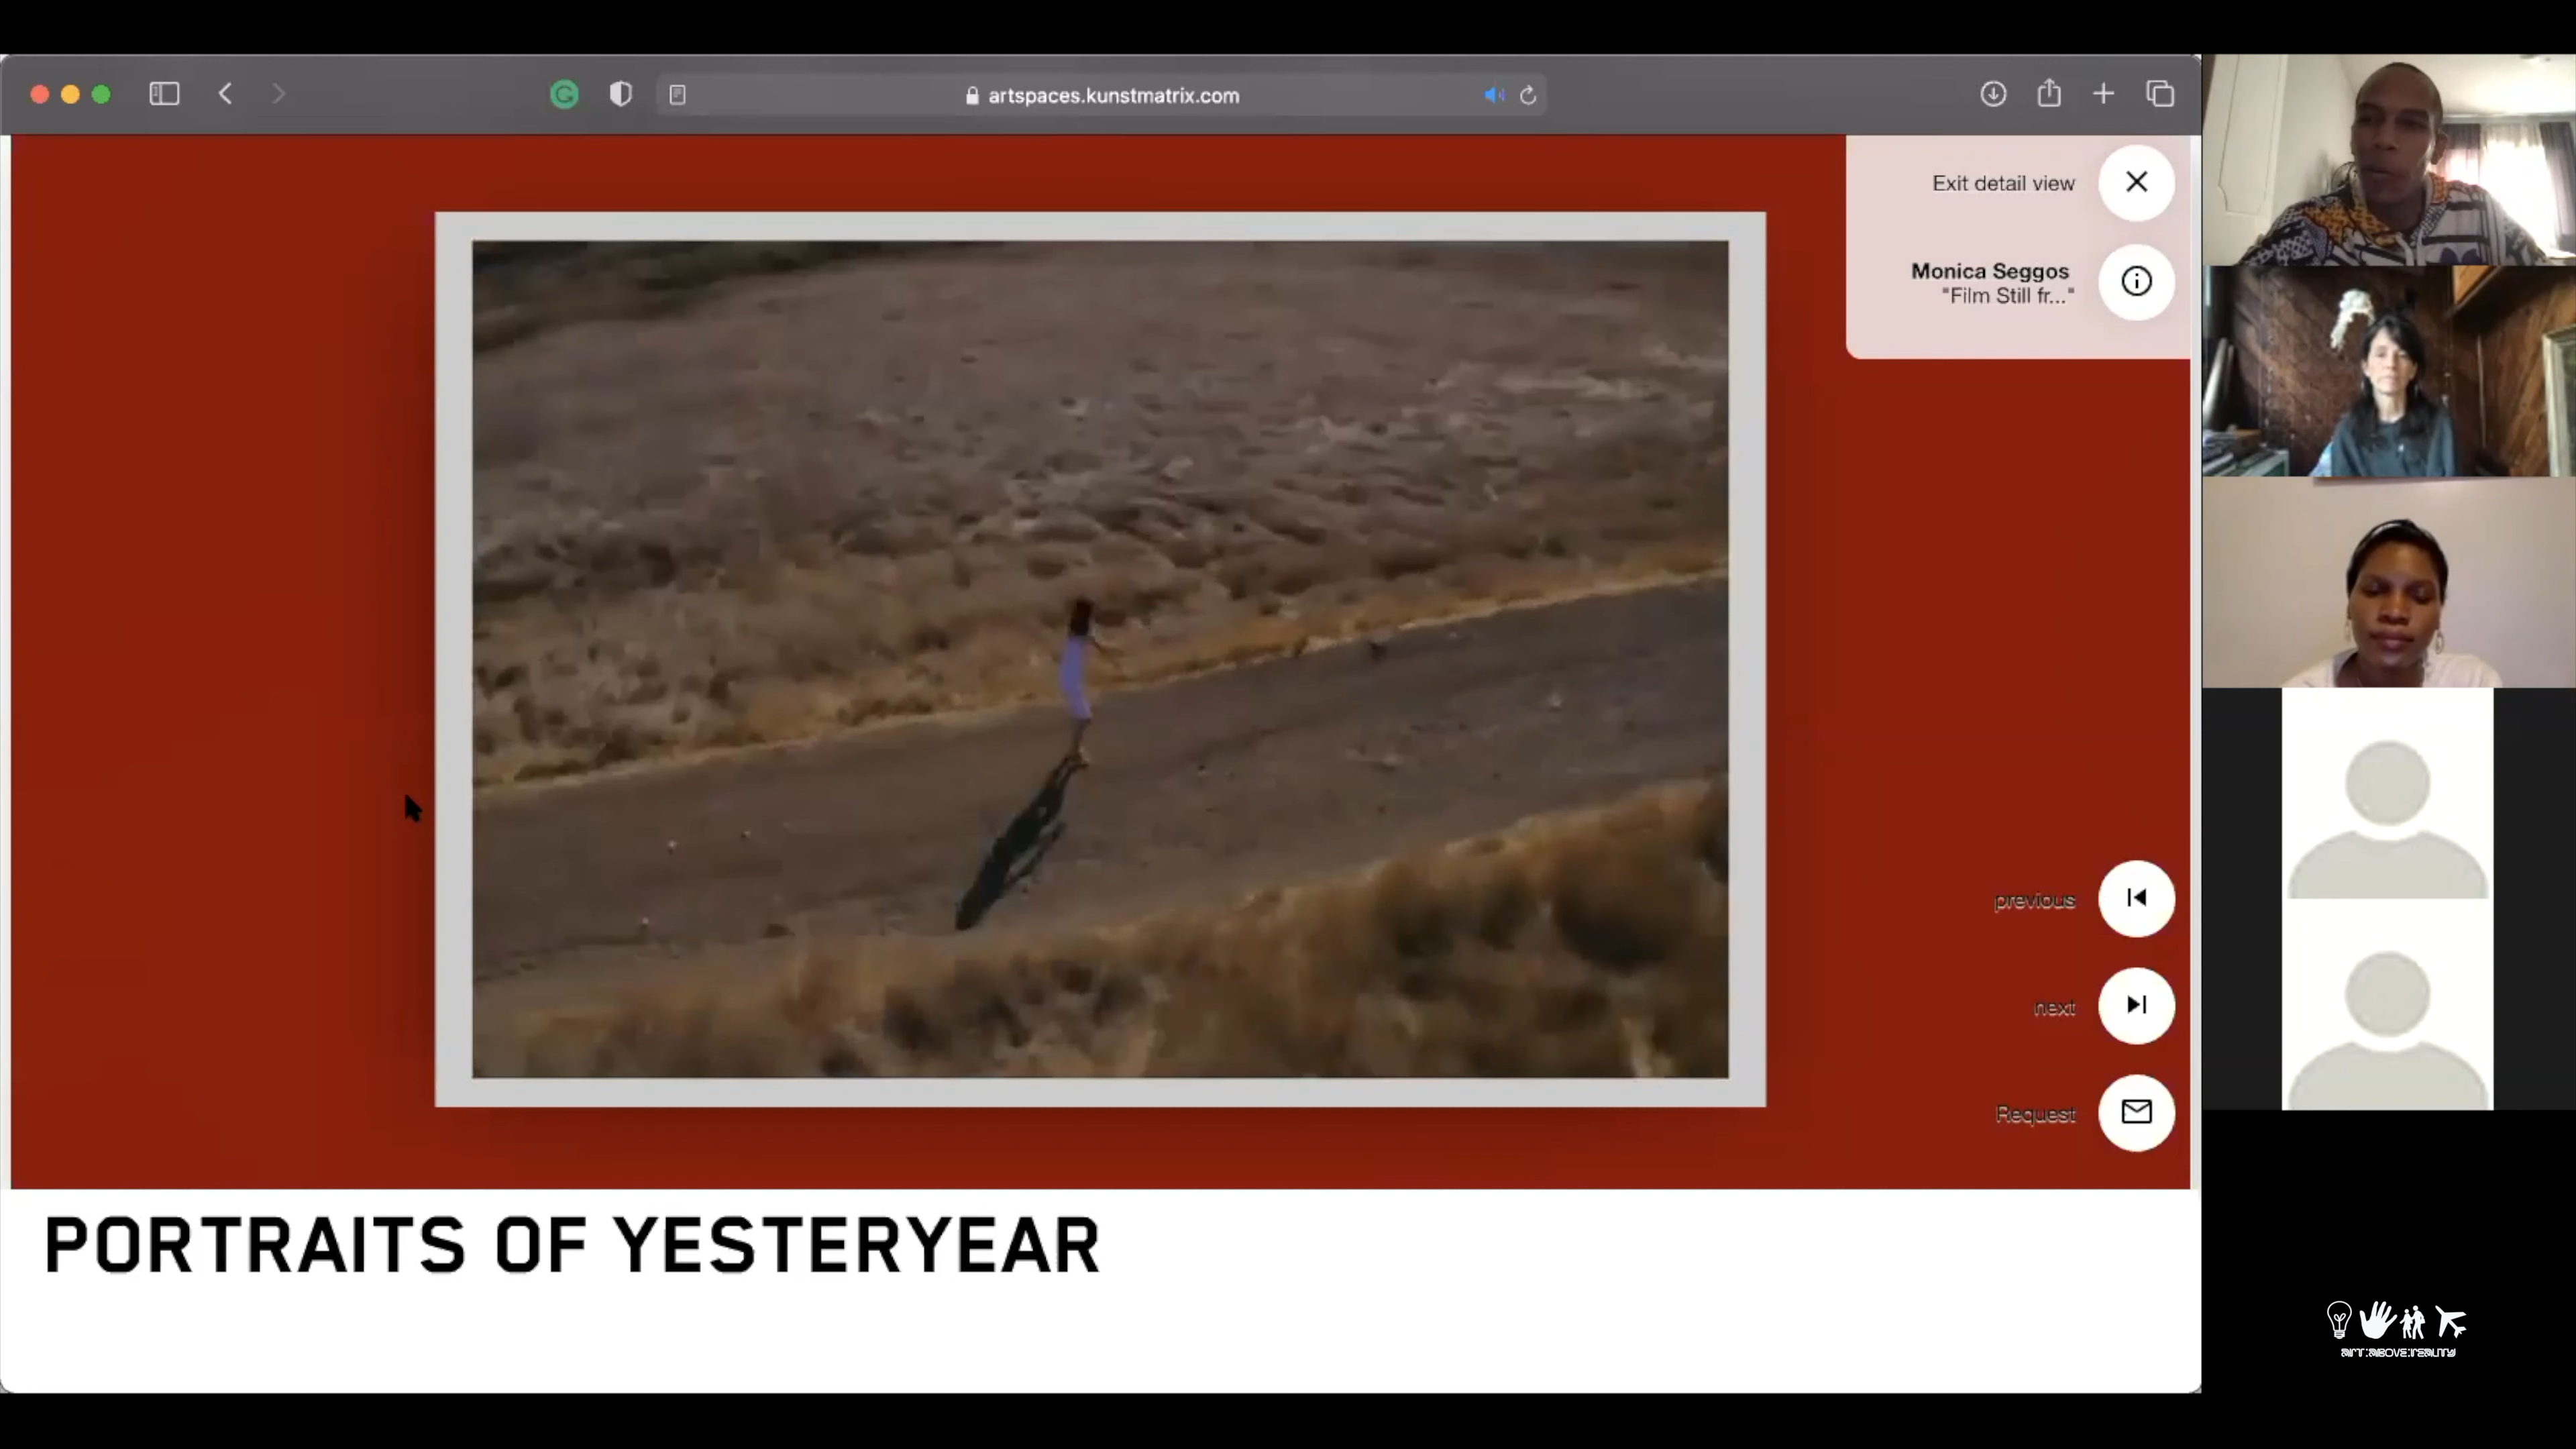 artspaces.kunstmatrix.com
Exit detail view
Monica Seggos
"Film Still fr..."
previous
next
Request
PORTRAITS OF YESTERYEAR
ART:ABOVE:REALITY